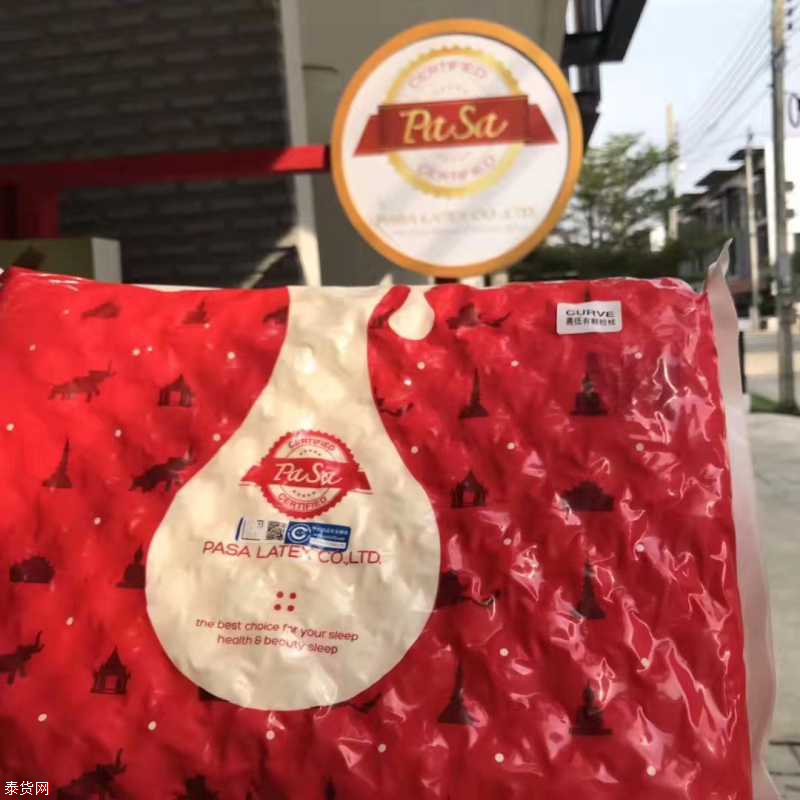 CERTIFIED
PaSa
CERTIFIED
PASA LATEX CO.,LTD.
CURVE
CERTIFIED
PaSa
CERTIFIED
PASA LATEX CO.,LTD.
the best choice for your sleep
health & beauty sleep
泰货网